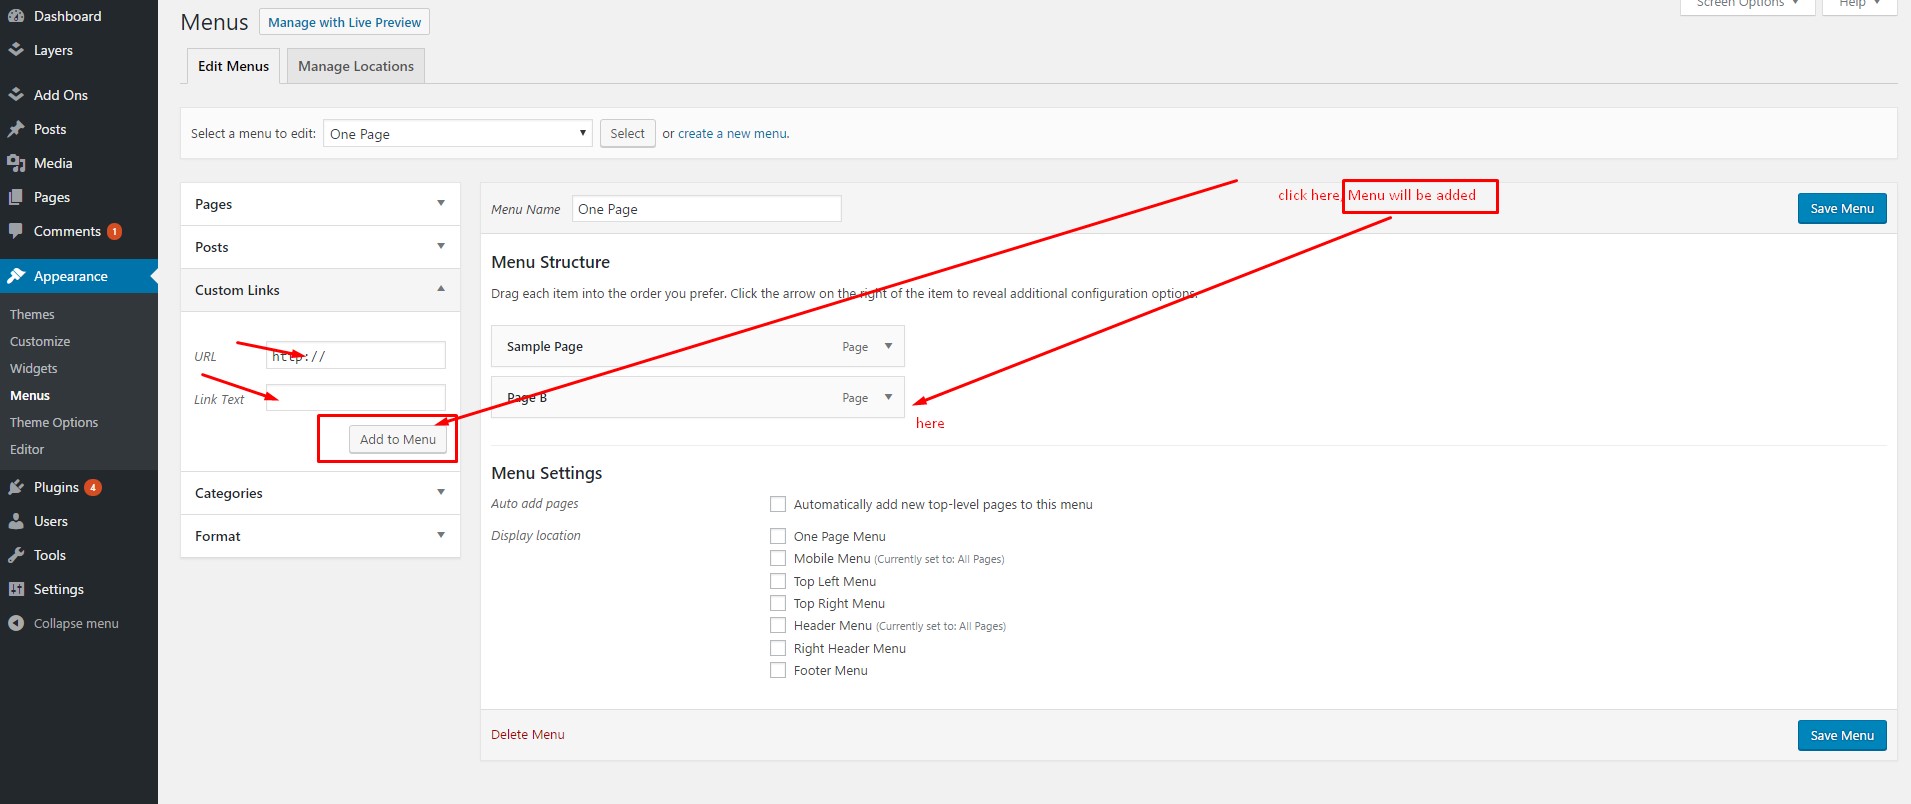 Dashboard
Layers
Add Ons
Posts
Media
Pages
Comments 1
Appearance
Themes
Customize
Widgets
Menus
Theme Options
Editor
Plugins 4
Users
Tools
Settings
Collapse menu
Menus Manage with Live Preview
Screen Options Help
Edit Menus Manage Locations
Select a menu to edit: One Page Select or create a new menu.
Pages
Posts
Custom Links
URL http://
Link Text
Add to Menu
Categories
Format
Menu Name One Page
click here, Menu will be added
Save Menu
Menu Structure
Drag each item into the order you prefer. Click the arrow on the right of the item to reveal additional configuration options.
Sample Page Page
Page B Page
here
Menu Settings
Auto add pages Automatically add new top-level pages to this menu
Display location One Page Menu
Mobile Menu (Currently set to: All Pages)
Top Left Menu
Top Right Menu
Header Menu (Currently set to: All Pages)
Right Header Menu
Footer Menu
Delete Menu Save Menu